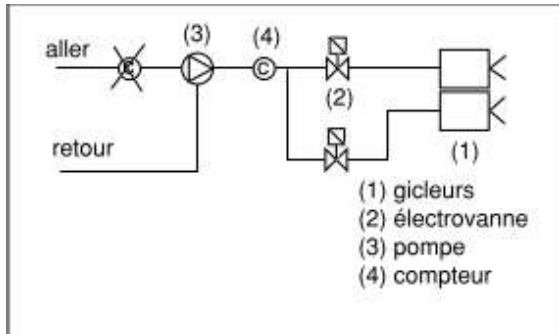 aller
(3)
(4)
C
C
(2)
retour
(1)
(1) gicleurs
(2) électrovanne
(3) pompe
(4) compteur